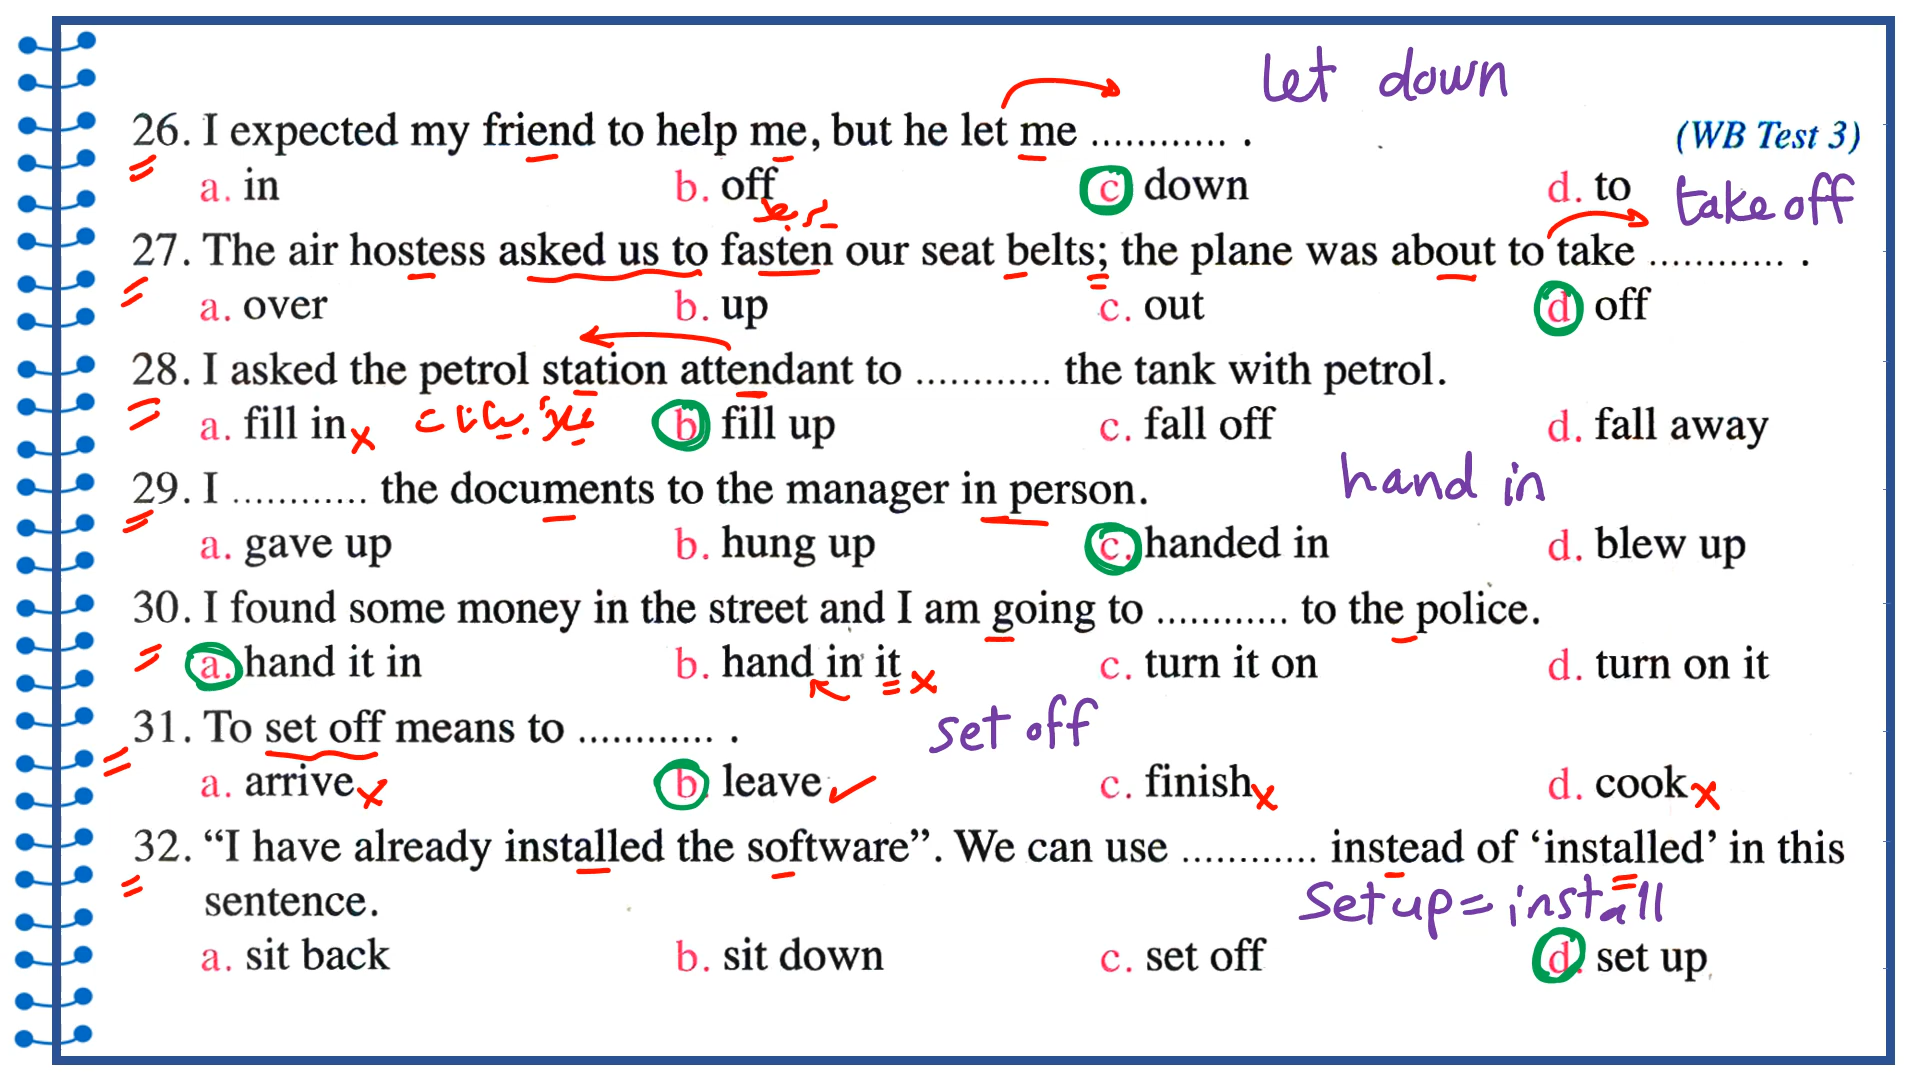 let down
26. I expected my friend to help me, but he let me ............ .
(WB Test 3)
a. in b. off c. down d. to
take off
يربط
27. The air hostess asked us to fasten our seat belts; the plane was about to take ............ .
a. over b. up c. out d. off
28. I asked the petrol station attendant to ............ the tank with petrol.
a. fill in x يملأ بيانات b. fill up c. fall off d. fall away
hand in
29. I ............ the documents to the manager in person.
a. gave up b. hung up c. handed in d. blew up
30. I found some money in the street and I am going to ............ to the police.
a. hand it in b. hand in it x c. turn it on d. turn on it
31. To set off means to ............ .
set off
a. arrive x b. leave ✓ c. finish x d. cook x
32. “I have already installed the software”. We can use ............ instead of ‘installed’ in this
sentence.
Set up = install
a. sit back b. sit down c. set off d. set up